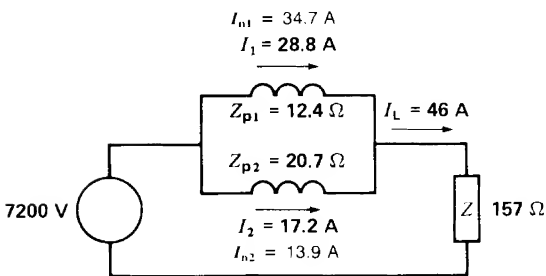 I_n1 = 34.7 A
I_1 = 28.8 A
Z_p1 = 12.4 Ω
I_L = 46 A
Z_p2 = 20.7 Ω
7200 V
Z 157 Ω
I_2 = 17.2 A
I_n2 = 13.9 A